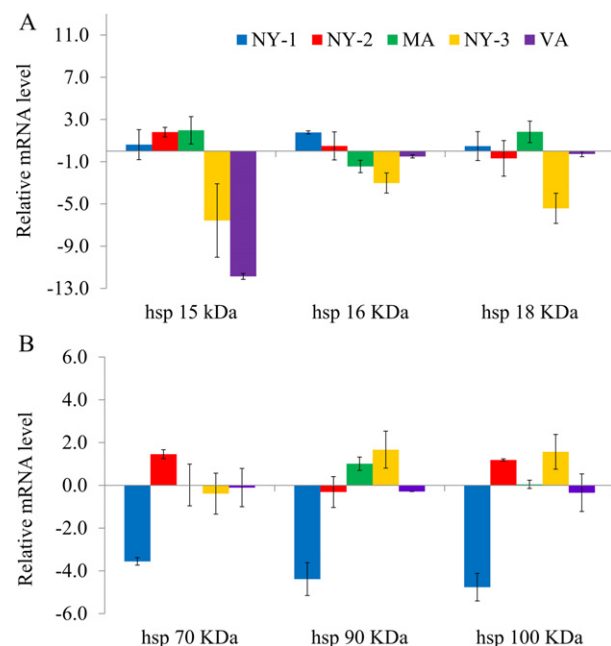 A
11.0
NY-1 NY-2 MA NY-3 VA
7.0
3.0
-1.0
-5.0
-9.0
-13.0
Relative mRNA level
hsp 15 kDa hsp 16 KDa hsp 18 KDa
B
6.0
4.0
2.0
0.0
-2.0
-4.0
-6.0
Relative mRNA level
hsp 70 KDa hsp 90 KDa hsp 100 KDa